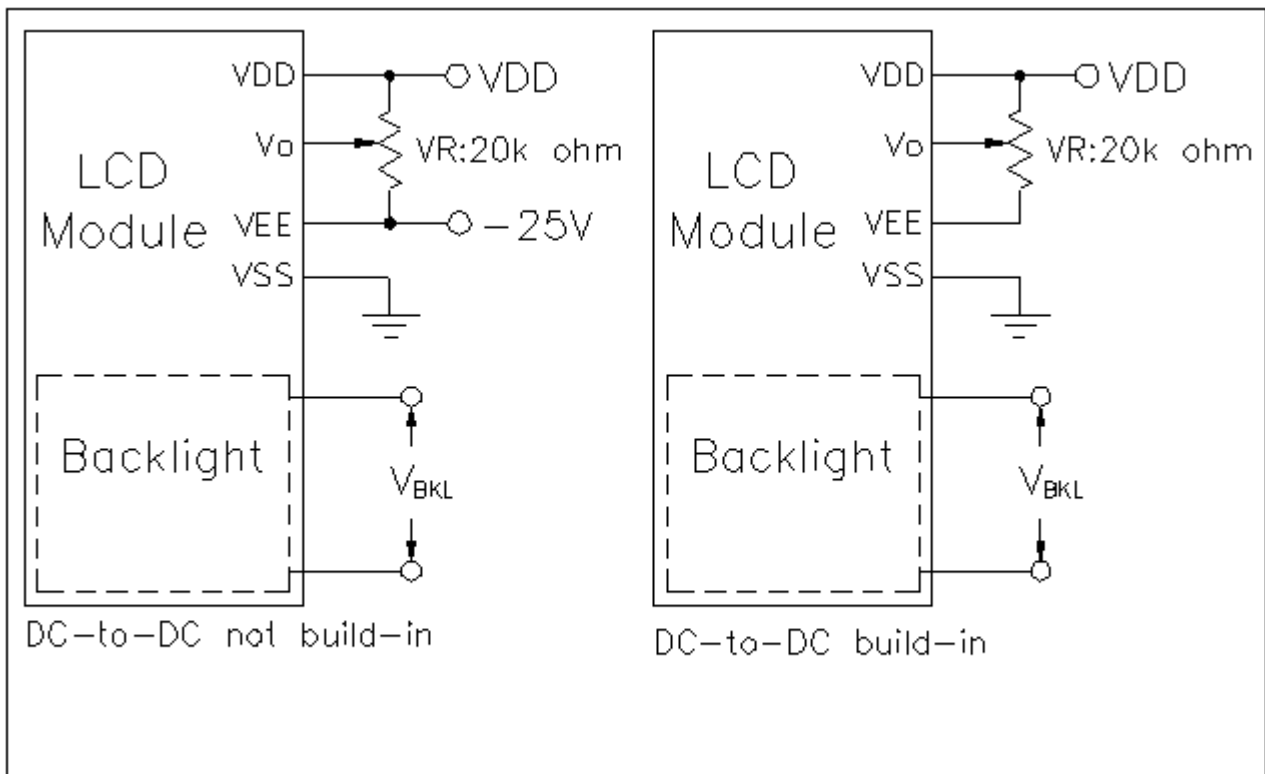 VDD
VDD
Vo
VR:20k ohm
LCD
Module
VEE
-25V
VSS
Backlight
VBKL
DC-to-DC not build-in
VDD
VDD
Vo
VR:20k ohm
LCD
Module
VEE
VSS
Backlight
VBKL
DC-to-DC build-in